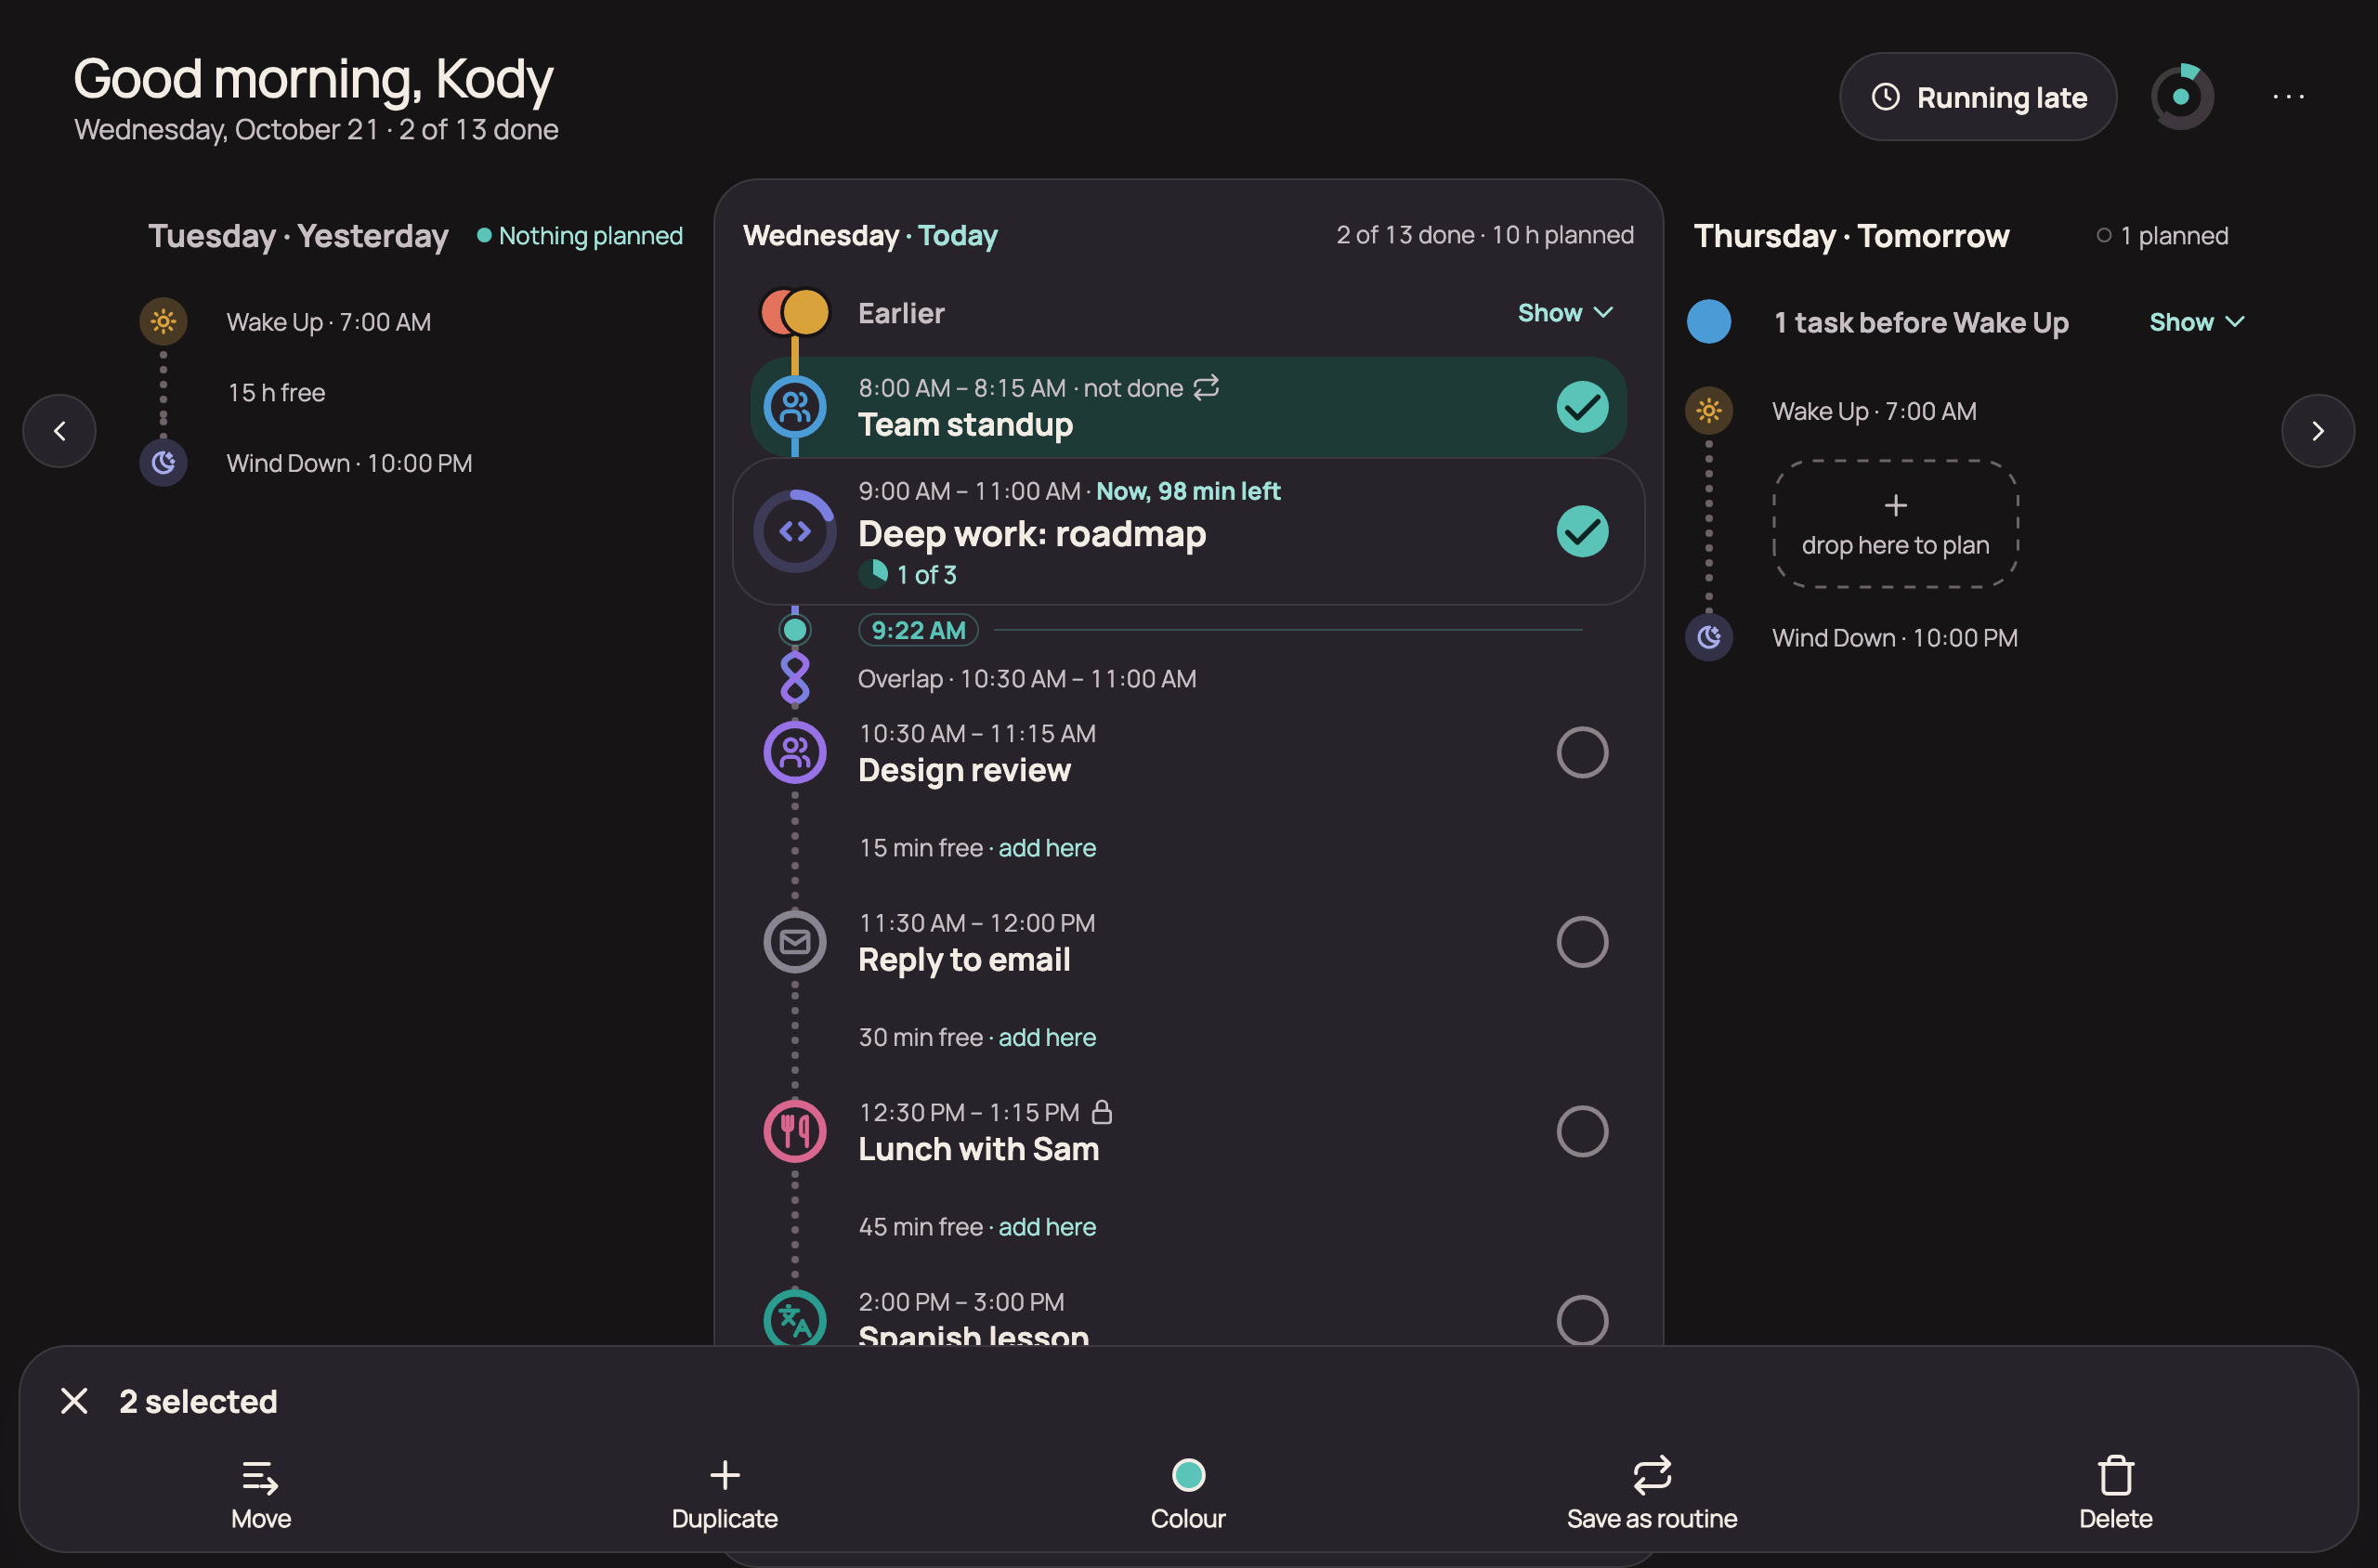 Good morning, Kody
Wednesday, October 21 · 2 of 13 done
Running late
Tuesday · Yesterday
Nothing planned
Wake Up · 7:00 AM
15 h free
Wind Down · 10:00 PM
Wednesday · Today
2 of 13 done · 10 h planned
Earlier
Show
8:00 AM – 8:15 AM · not done
Team standup
9:00 AM – 11:00 AM · Now, 98 min left
Deep work: roadmap
1 of 3
9:22 AM
Overlap · 10:30 AM – 11:00 AM
10:30 AM – 11:15 AM
Design review
15 min free · add here
11:30 AM – 12:00 PM
Reply to email
30 min free · add here
12:30 PM – 1:15 PM
Lunch with Sam
45 min free · add here
2:00 PM – 3:00 PM
Spanish lesson
Thursday · Tomorrow
1 planned
1 task before Wake Up
Show
Wake Up · 7:00 AM
drop here to plan
Wind Down · 10:00 PM
2 selected
Move
Duplicate
Colour
Save as routine
Delete